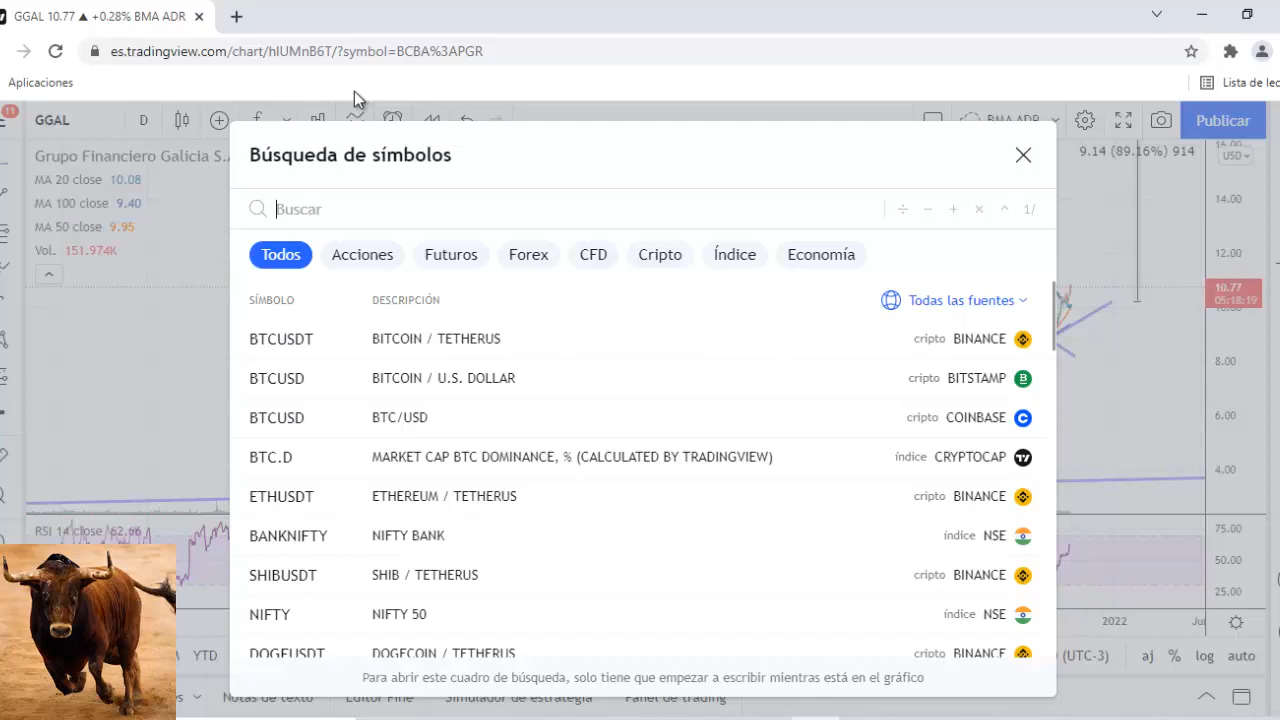 GGAL 10.77 ▲ +0.28% BMA ADR
es.tradingview.com/chart/hIUMnB6T/?symbol=BCBA%3APGR
Aplicaciones
Lista de lec
11
GGAL
D
BMA ADR
Publicar
Grupo Financiero Galicia S.A
MA 20 close 10.08
MA 100 close 9.40
MA 50 close 9.95
Vol. 151.974K
Búsqueda de símbolos
Buscar
÷ − + × ^ 1/
Todos Acciones Futuros Forex CFD Cripto Índice Economía
SÍMBOLO DESCRIPCIÓN Todas las fuentes
BTCUSDT BITCOIN / TETHERUS cripto BINANCE
BTCUSD BITCOIN / U.S. DOLLAR cripto BITSTAMP
BTCUSD BTC/USD cripto COINBASE
BTC.D MARKET CAP BTC DOMINANCE, % (CALCULATED BY TRADINGVIEW) índice CRYPTOCAP
ETHUSDT ETHEREUM / TETHERUS cripto BINANCE
BANKNIFTY NIFTY BANK índice NSE
SHIBUSDT SHIB / TETHERUS cripto BINANCE
NIFTY NIFTY 50 índice NSE
DOGEUSDT DOGECOIN / TETHERUS cripto BINANCE
Para abrir este cuadro de búsqueda, solo tiene que empezar a escribir mientras está en el gráfico
9.14 (89.16%) 914
16.00
USD
14.00
12.00
10.77
05:18:19
10.00
8.00
6.00
4.00
RSI 14 close 62.66
75.00
50.00
25.00
2022
YTD
(UTC-3) aj % log auto
Notas de texto Editor Pine Simulador de estrategia Panel de trading